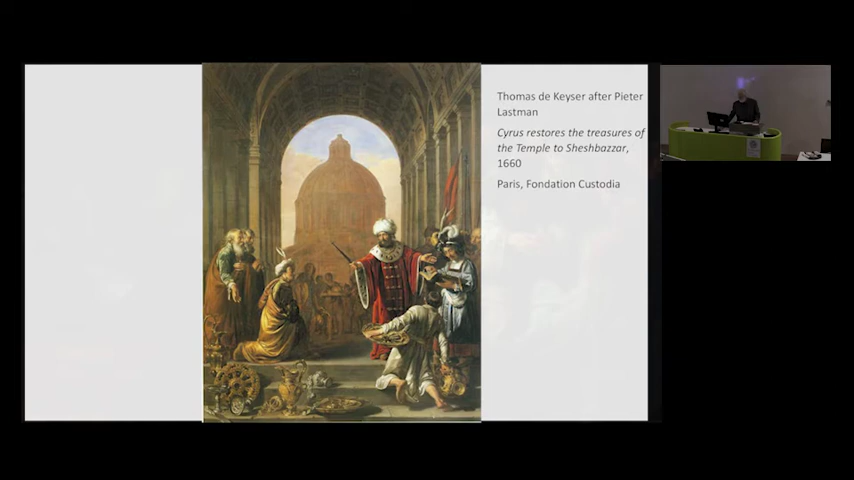 Thomas de Keyser after Pieter
Lastman
Cyrus restores the treasures of
the Temple to Sheshbazzar,
1660
Paris, Fondation Custodia